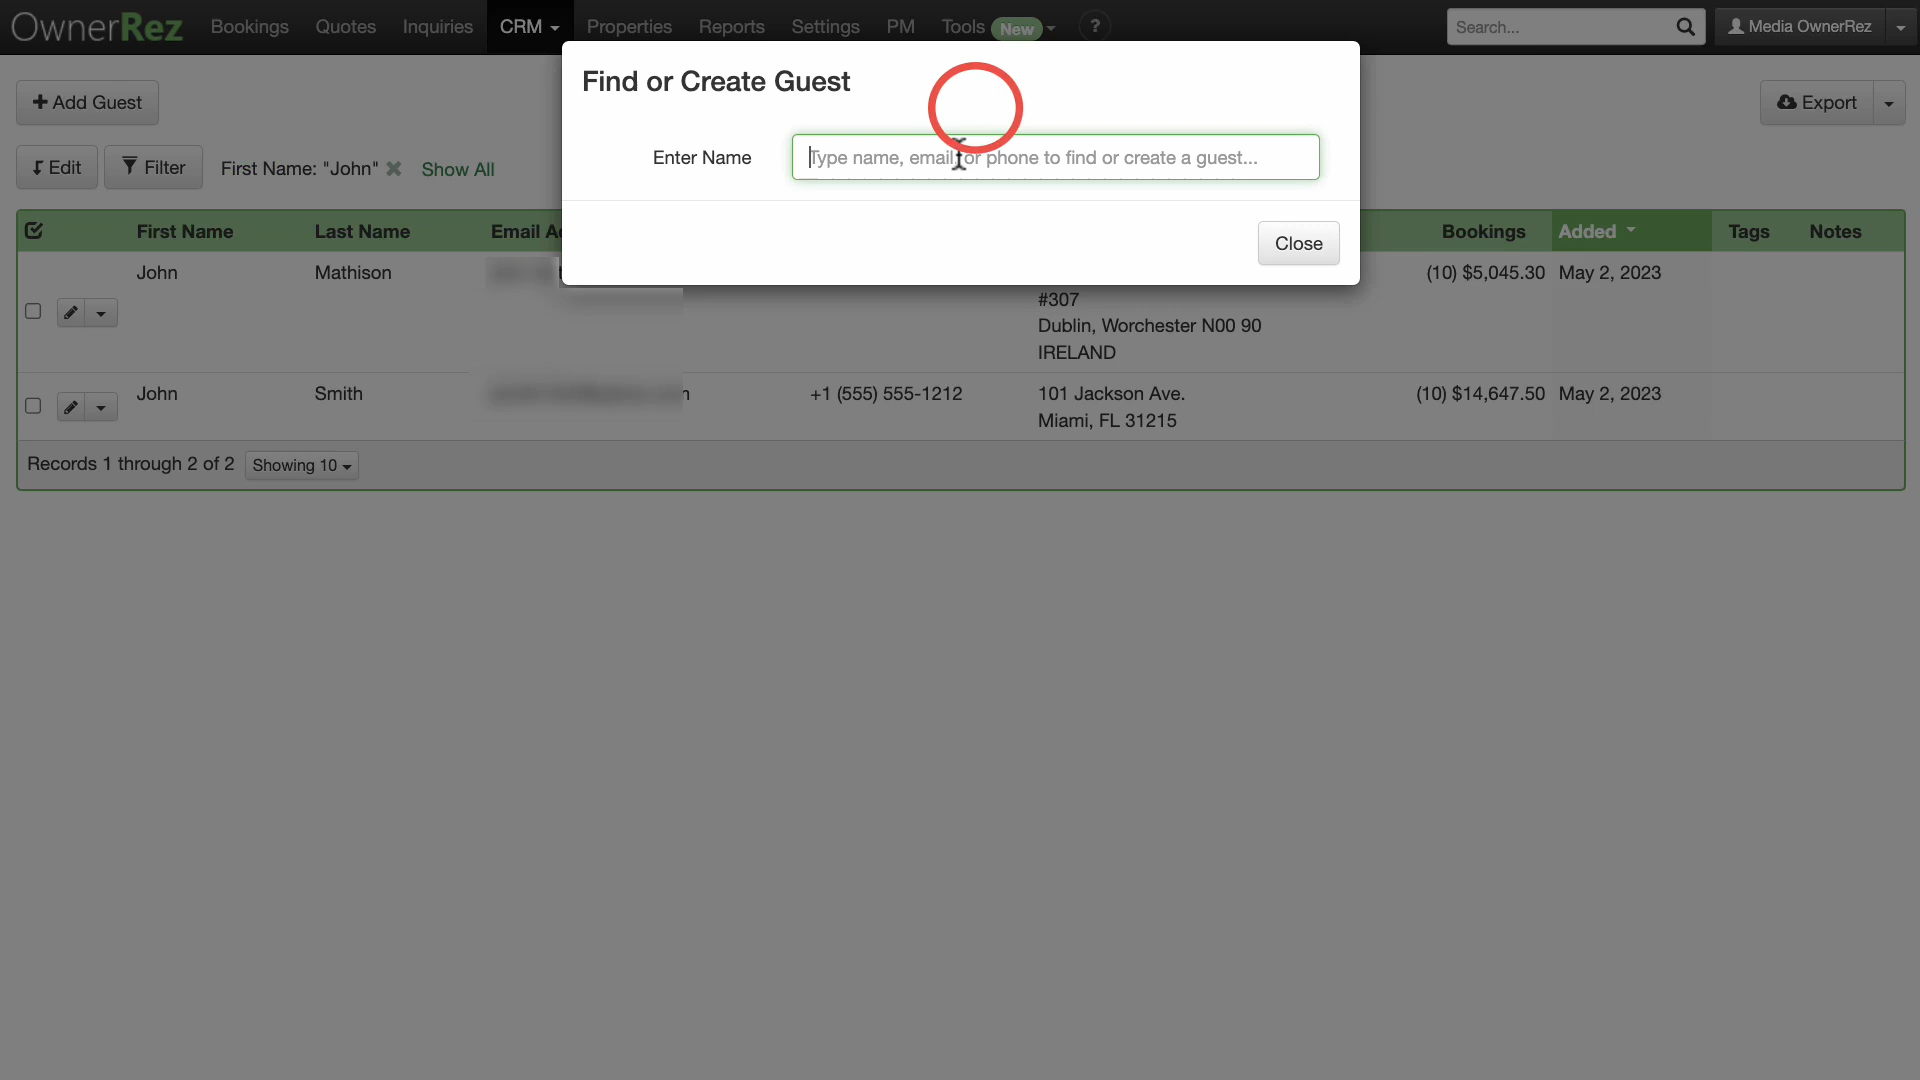 OwnerRez Bookings Quotes Inquiries CRM Properties Reports Settings PM Tools New ? Search... Media OwnerRez
Find or Create Guest
+ Add Guest Export
Enter Name Type name, email, or phone to find or create a guest...
Edit Filter First Name: "John" Show All
Close
First Name Last Name Email Bookings Added Tags Notes
John Mathison (10) $5,045.30 May 2, 2023
#307
Dublin, Worchester N00 90
IRELAND
John Smith +1 (555) 555-1212 101 Jackson Ave. (10) $14,647.50 May 2, 2023
Miami, FL 31215
Records 1 through 2 of 2 Showing 10